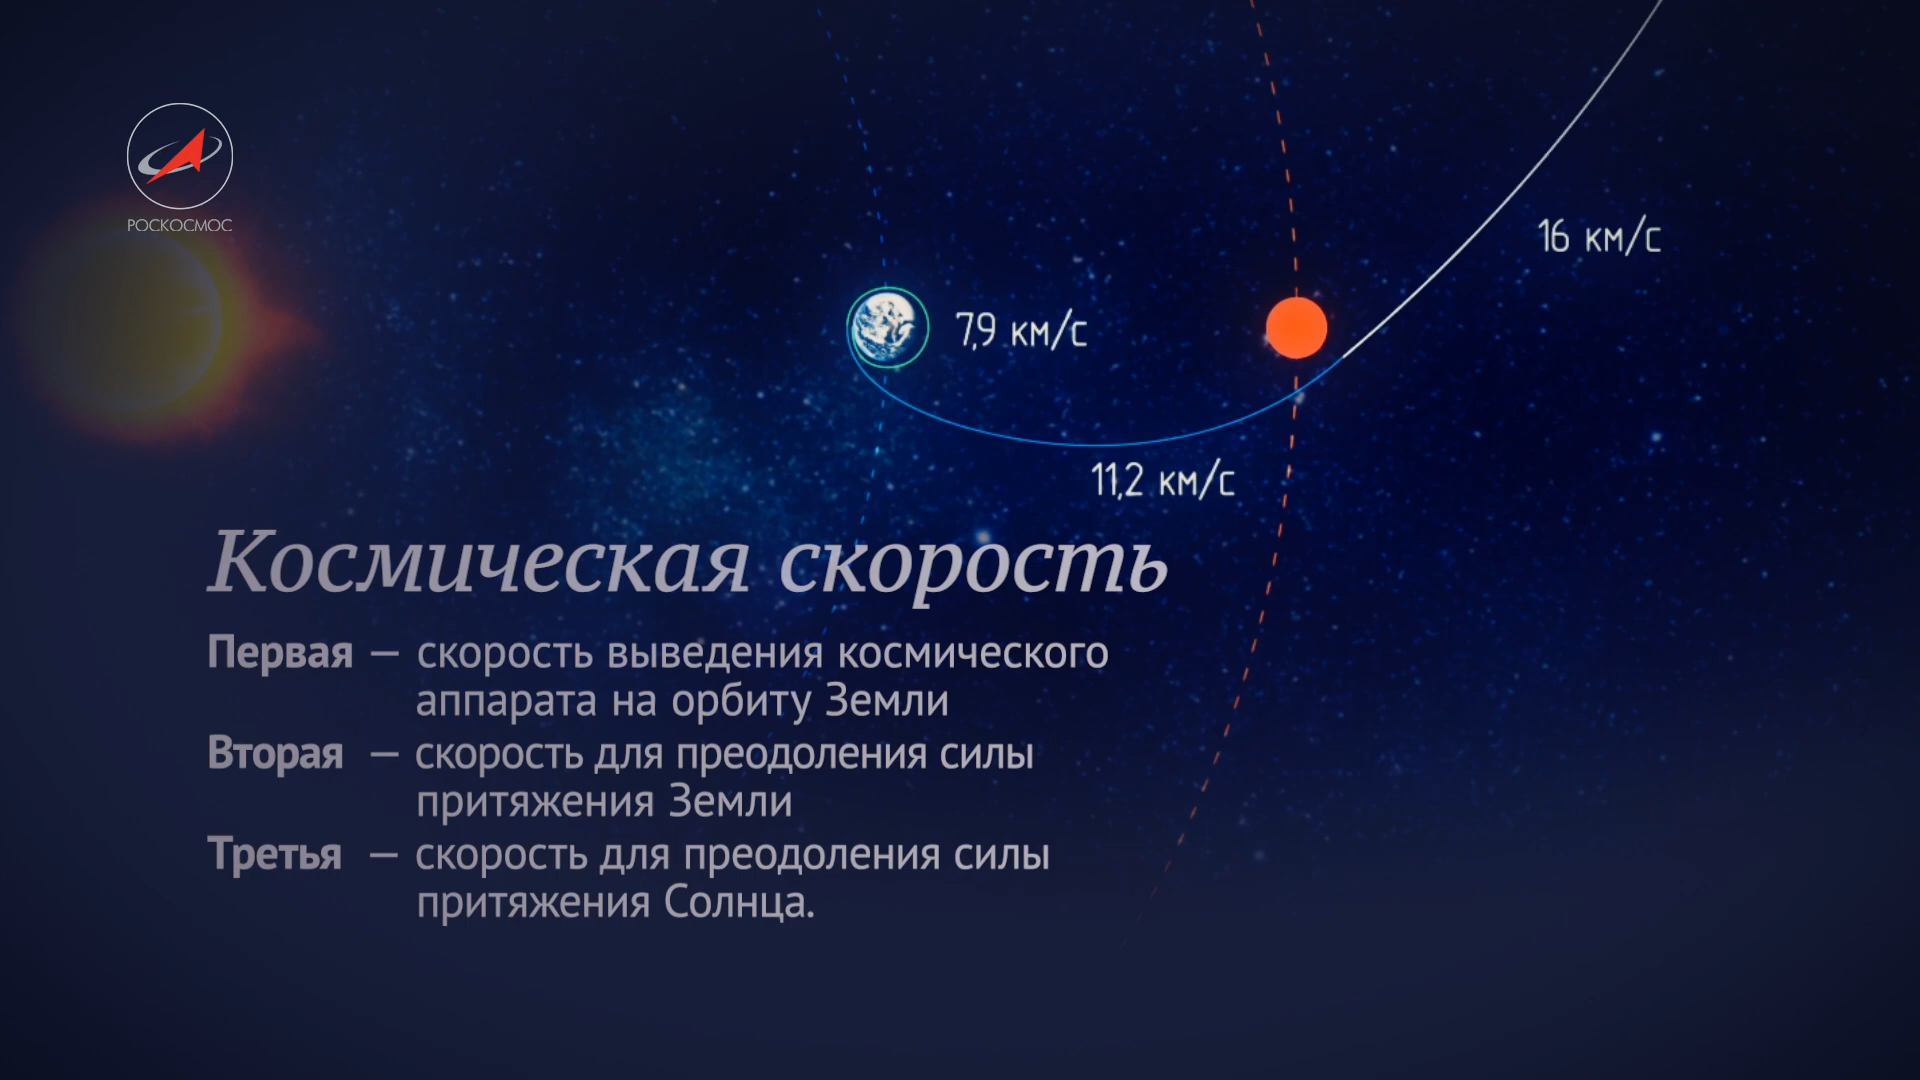 РОСКОСМОС
16 км/с
7,9 км/с
11,2 км/с
Космическая скорость
Первая — скорость выведения космического
аппарата на орбиту Земли
Вторая — скорость для преодоления силы
притяжения Земли
Третья — скорость для преодоления силы
притяжения Солнца.